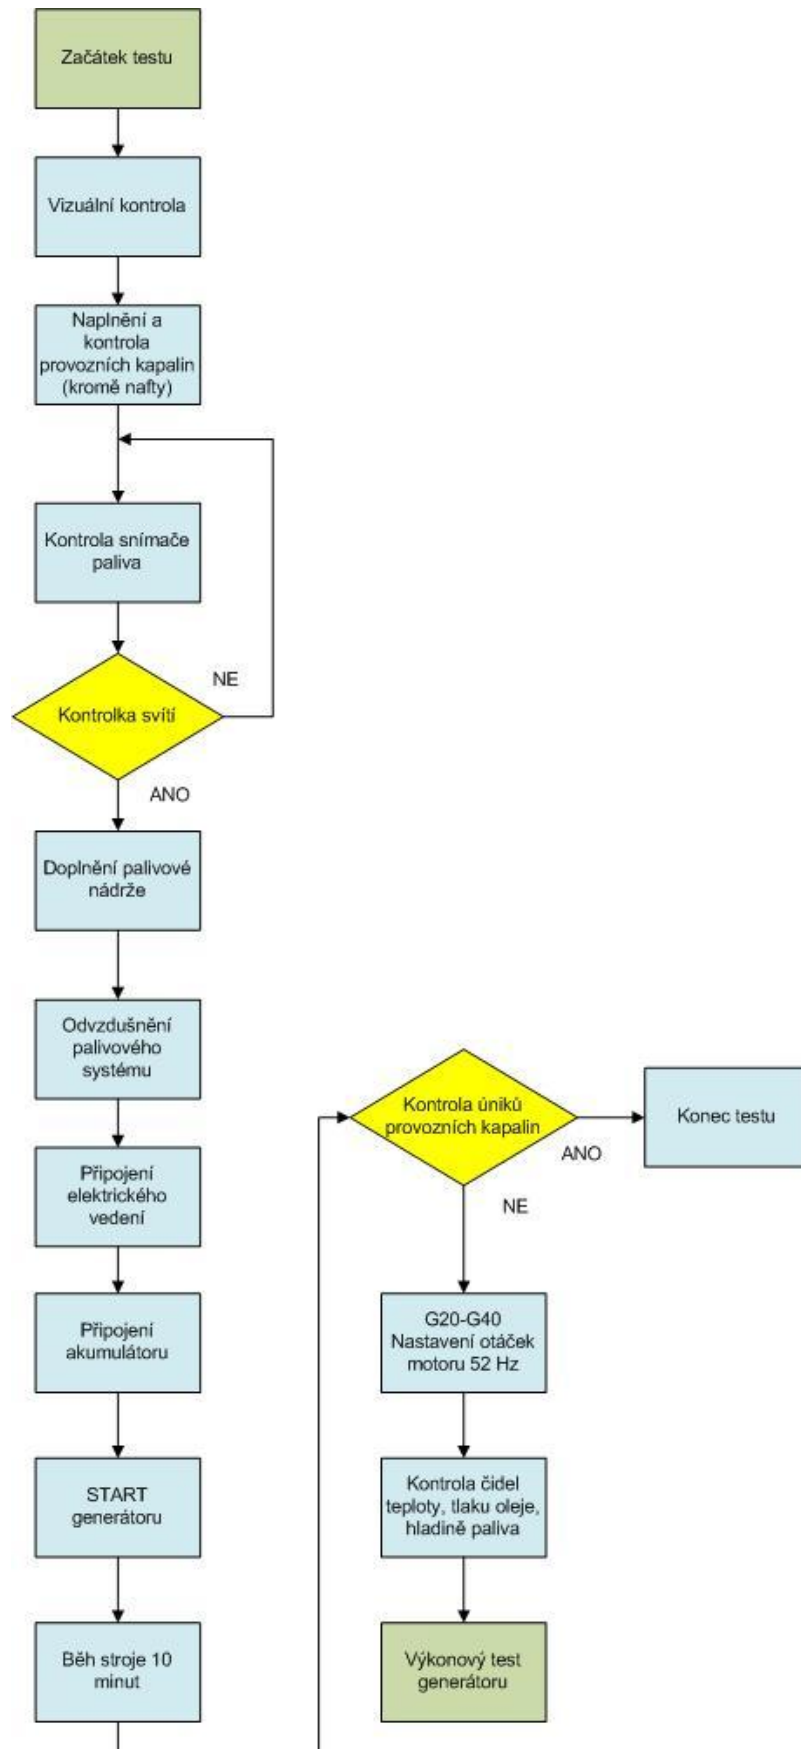 Začátek testu
Vizuální kontrola
Naplnění a
kontrola
provozních kapalin
(kromě nafty)
Kontrola snímače
paliva
NE
Kontrolka svítí
ANO
Doplnění palivové
nádrže
Odvzdušnění
palivového
systému
Připojení
elektrického
vedení
Připojení
akumulátoru
START
generátoru
Běh stroje 10
minut
Kontrola úniků
provozních kapalin
ANO
Konec testu
NE
G20-G40
Nastavení otáček
motoru 52 Hz
Kontrola čidel
teploty, tlaku oleje,
hladině paliva
Výkonový test
generátoru